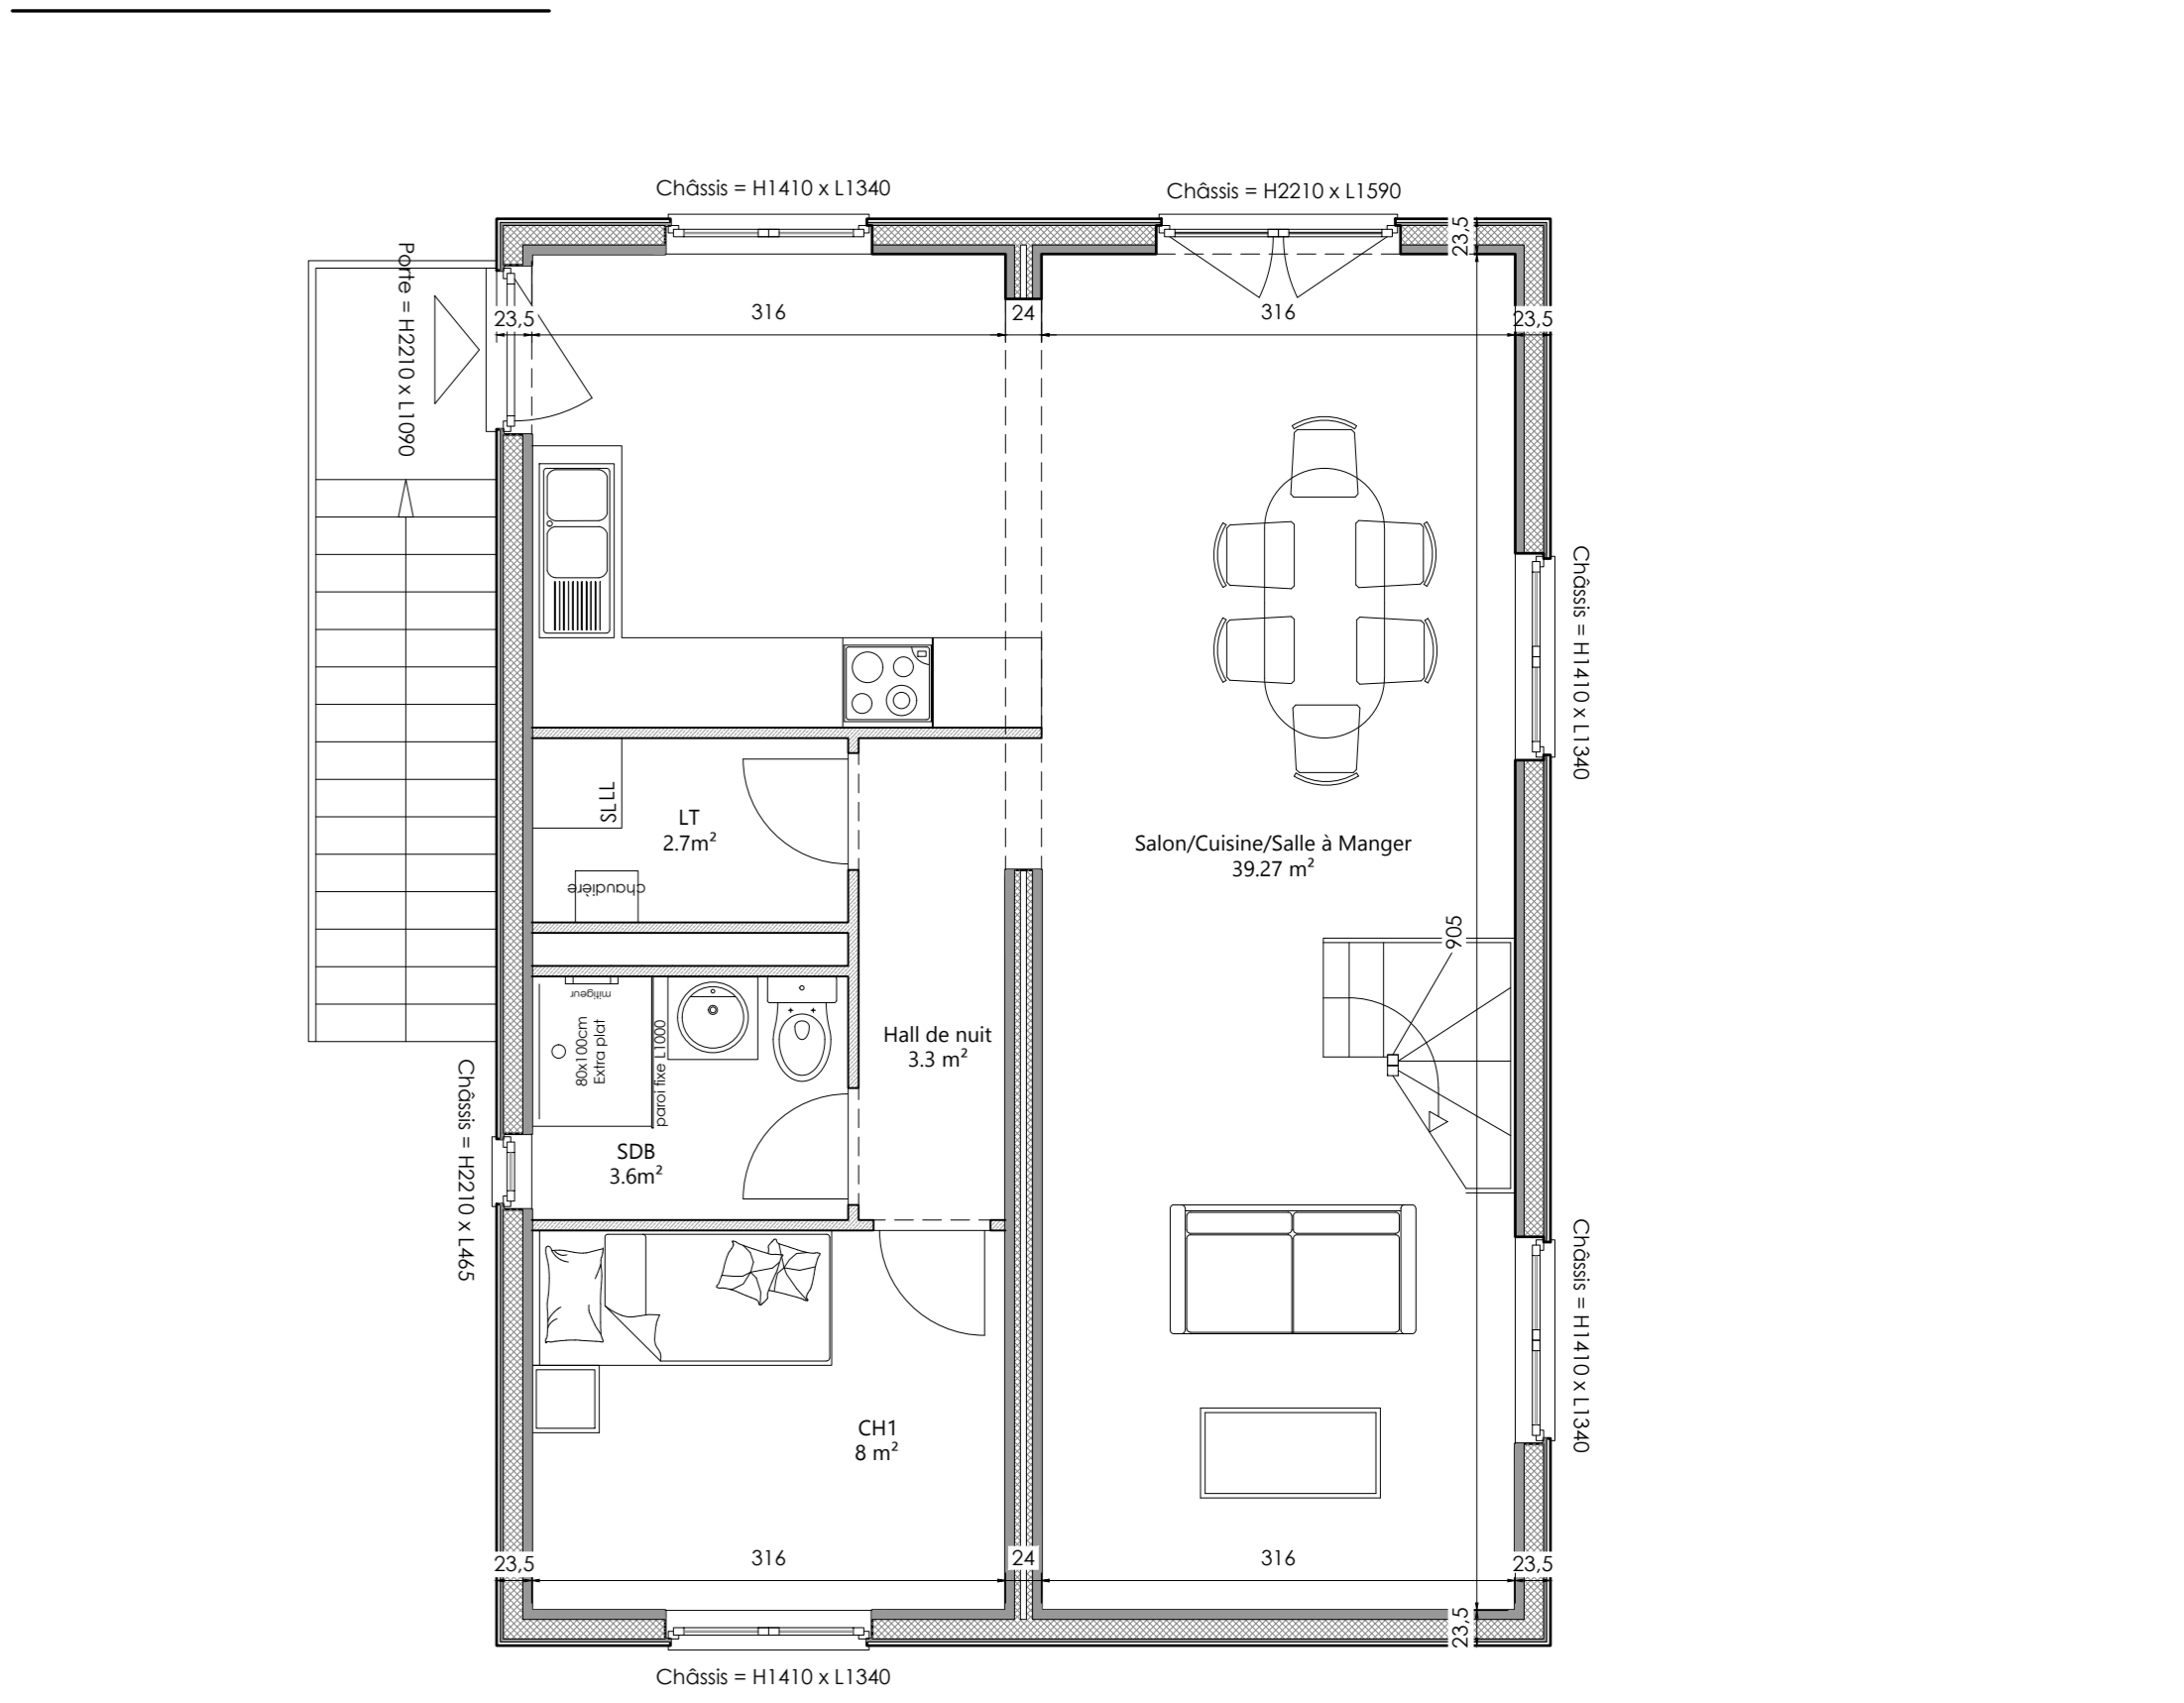 Châssis = H1410 x L1340
Châssis = H2210 x L1590
23,5
Porte = H2210 x L1090
23,5
316
24
316
23,5
Châssis = H1410 x L1340
SL LL
LT
2.7m²
chaudière
Salon/Cuisine/Salle à Manger
39.27 m²
905
mitigeur
80x100cm
Extra plat
paroi fixe L1000
Hall de nuit
3.3 m²
Châssis = H2210 x L465
SDB
3.6m²
Châssis = H1410 x L1340
CH1
8 m²
23,5
316
24
316
23,5
23,5
Châssis = H1410 x L1340